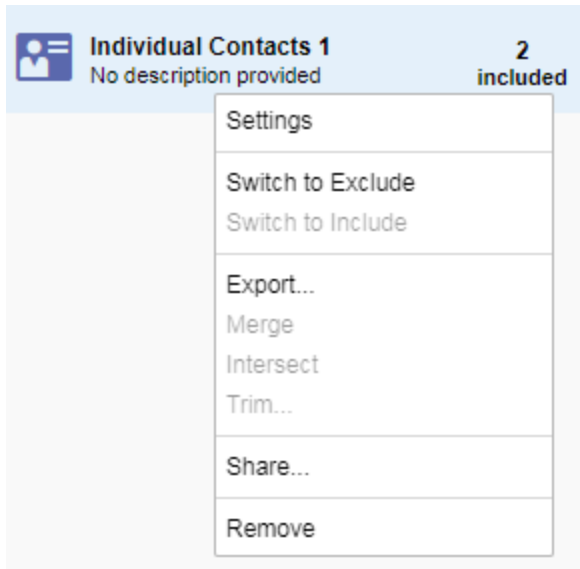 Individual Contacts 1
No description provided
2
included
Settings
Switch to Exclude
Switch to Include
Export...
Merge
Intersect
Trim...
Share...
Remove